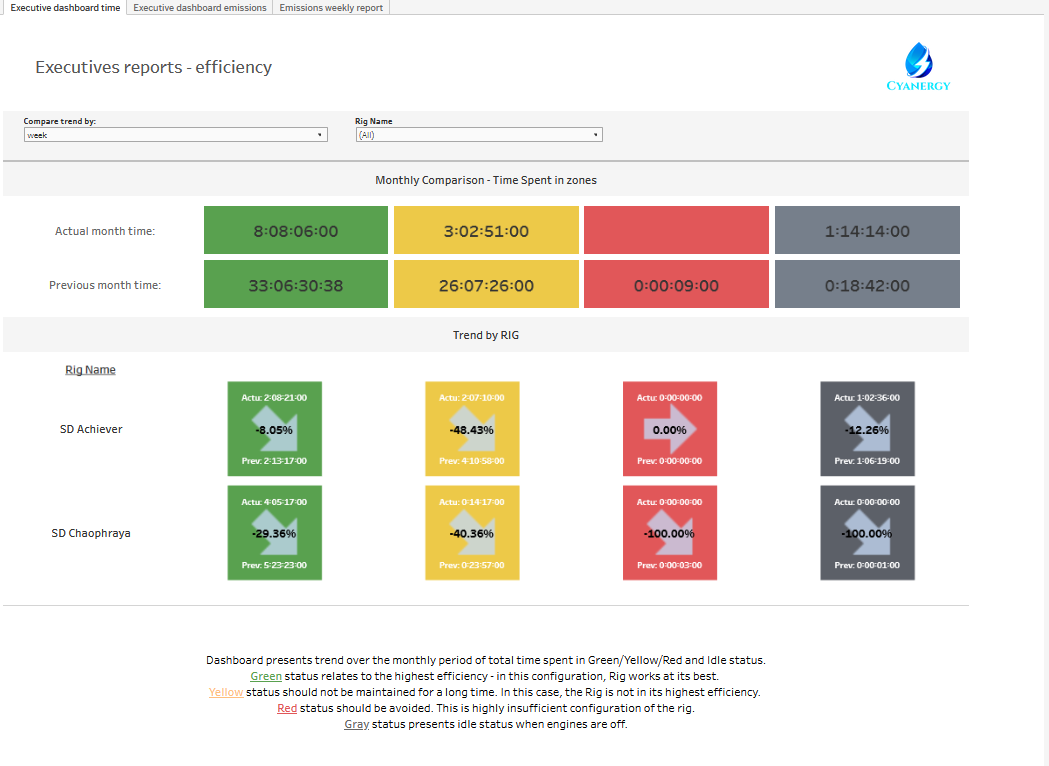 Executive dashboard time Executive dashboard emissions Emissions weekly report
Executives reports - efficiency
CYANERGY
Compare trend by: Rig Name
week (All)
Monthly Comparison - Time Spent in zones
Actual month time: 8:08:06:00 3:02:51:00 1:14:14:00
Previous month time: 33:06:30:38 26:07:26:00 0:00:09:00 0:18:42:00
Trend by RIG
Rig Name
Actu: 2:08:21:00 Actu: 2:07:10:00 Actu: 0:00:00:00 Actu: 1:02:36:00
SD Achiever -8.05% -48.43% 0.00% -12.26%
Prev: 2:13:17:00 Prev: 4:10:58:00 Prev: 0:00:00:00 Prev: 1:06:19:00
Actu: 4:05:17:00 Actu: 0:14:17:00 Actu: 0:00:00:00 Actu: 0:00:00:00
SD Chaophraya -29.36% -40.36% -100.00% -100.00%
Prev: 5:23:23:00 Prev: 0:23:57:00 Prev: 0:00:03:00 Prev: 0:00:01:00
Dashboard presents trend over the monthly period of total time spent in Green/Yellow/Red and Idle status.
Green status relates to the highest efficiency - in this configuration, Rig works at its best.
Yellow status should not be maintained for a long time. In this case, the Rig is not in its highest efficiency.
Red status should be avoided. This is highly insufficient configuration of the rig.
Gray status presents idle status when engines are off.